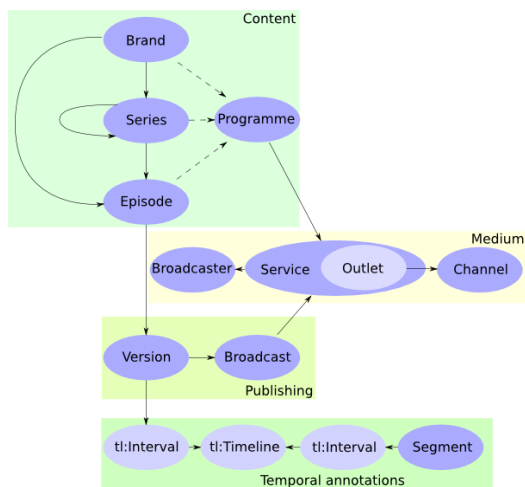 Content
Brand
Series
Programme
Episode
Medium
Broadcaster
Service
Outlet
Channel
Version
Broadcast
Publishing
tl:Interval
tl:Timeline
tl:Interval
Segment
Temporal annotations